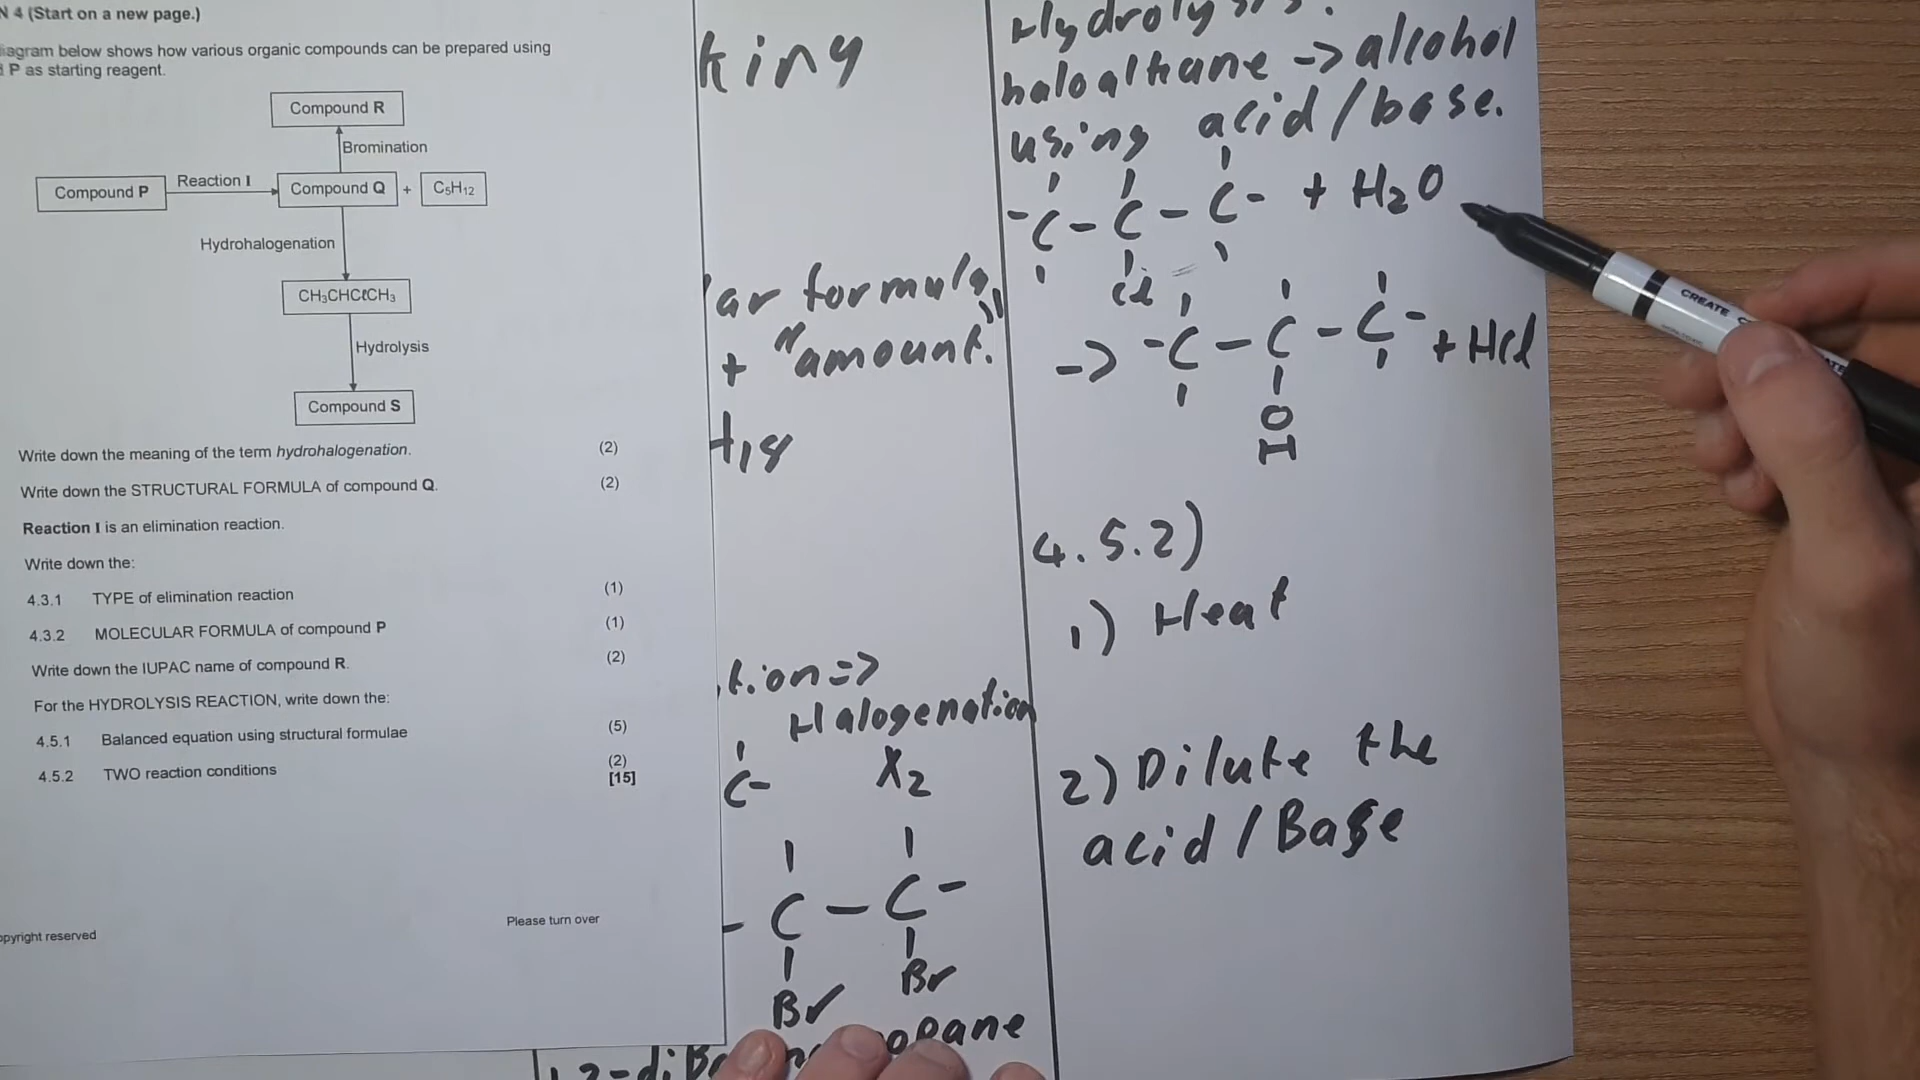 N 4 (Start on a new page.)
iagram below shows how various organic compounds can be prepared using
P as starting reagent.
Compound R
Bromination
Compound P
Reaction I
Compound Q
+
C₅H₁₂
Hydrohalogenation
CH₃CHCℓCH₃
Hydrolysis
Compound S
Write down the meaning of the term hydrohalogenation. (2)
Write down the STRUCTURAL FORMULA of compound Q. (2)
Reaction I is an elimination reaction.
Write down the:
4.3.1 TYPE of elimination reaction (1)
4.3.2 MOLECULAR FORMULA of compound P (1)
Write down the IUPAC name of compound R. (2)
For the HYDROLYSIS REACTION, write down the:
4.5.1 Balanced equation using structural formulae (5)
4.5.2 TWO reaction conditions (2)
[15]
Please turn over
opyright reserved
king
ar formula
+ "amount."
H18
tion =>
Halogenation
C-
X2
- C - C -
Br Br
Hydrolysis:
haloalkane -> alcohol
using acid/base.
- C - C - C - + H2O
Cl
-> - C - C - C - + HCl
O
H
4.5.2)
1) Heat
2) Dilute the
acid / Base